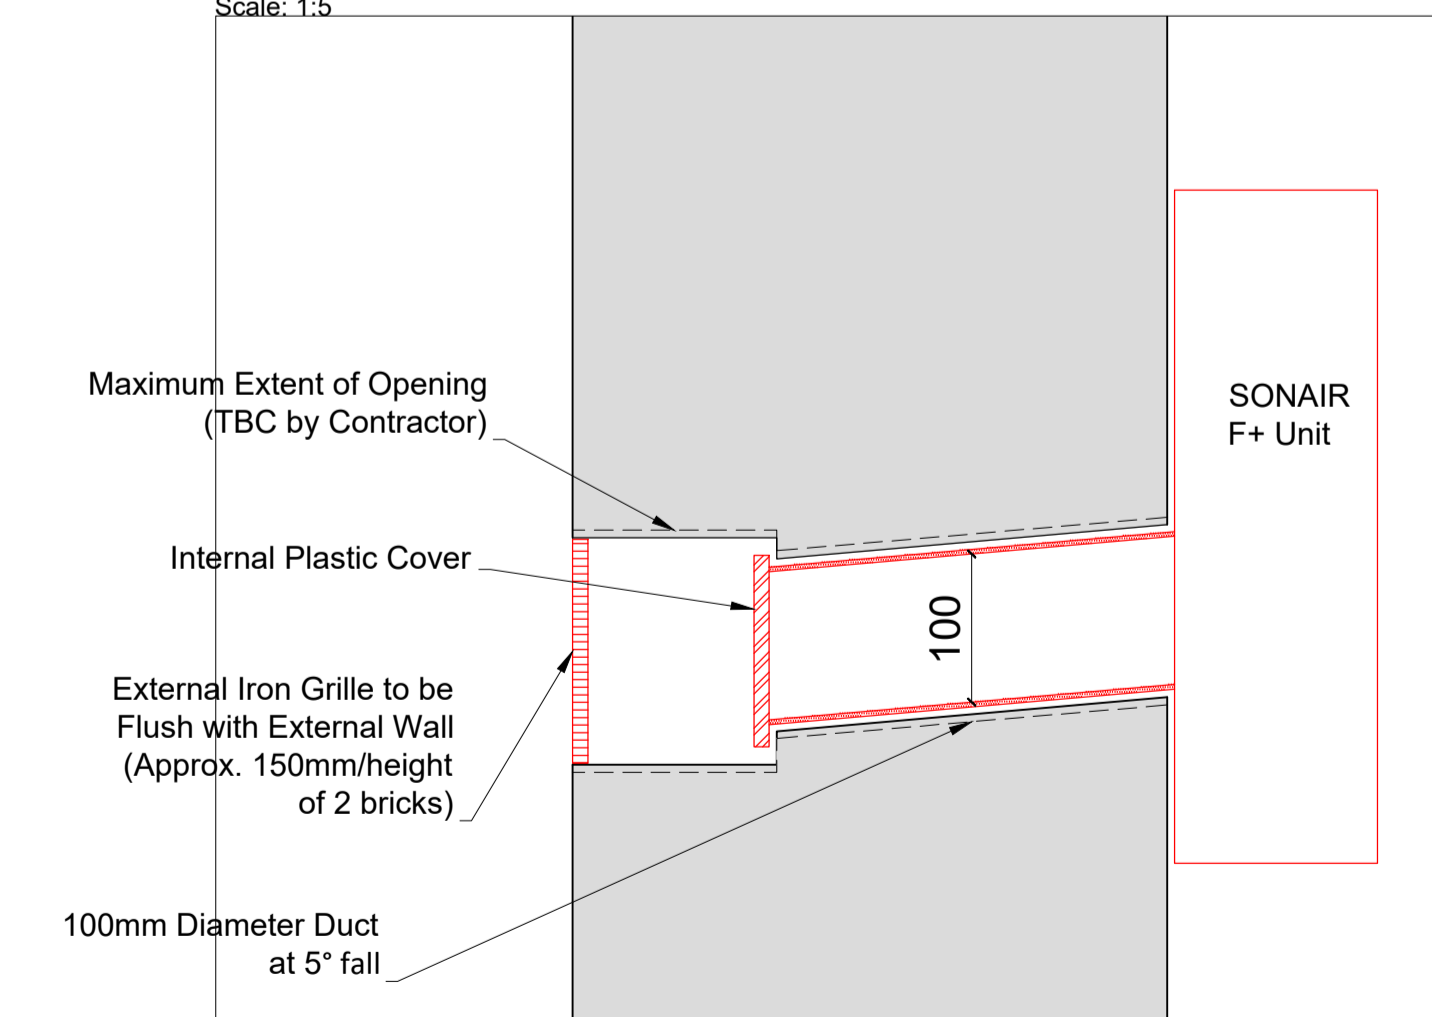 Scale: 1:5
Maximum Extent of Opening
(TBC by Contractor)
SONAIR
F+ Unit
Internal Plastic Cover
100
External Iron Grille to be
Flush with External Wall
(Approx. 150mm/height
of 2 bricks)
100mm Diameter Duct
at 5° fall